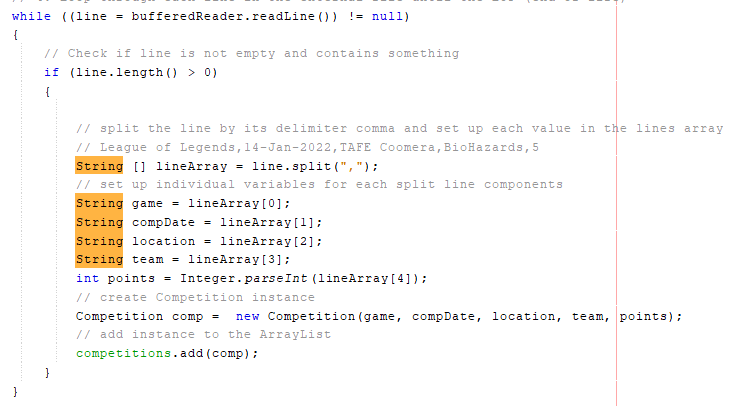 while ((line = bufferedReader.readLine()) != null)
{
// Check if line is not empty and contains something
if (line.length() > 0)
{
// split the line by its delimiter comma and set up each value in the lines array
// League of Legends,14-Jan-2022,TAFE Coomera,BioHazards,5
String [] lineArray = line.split(",");
// set up individual variables for each split line components
String game = lineArray[0];
String compDate = lineArray[1];
String location = lineArray[2];
String team = lineArray[3];
int points = Integer.parseInt(lineArray[4]);
// create Competition instance
Competition comp =  new Competition(game, compDate, location, team, points);
// add instance to the ArrayList
competitions.add(comp);
}
}